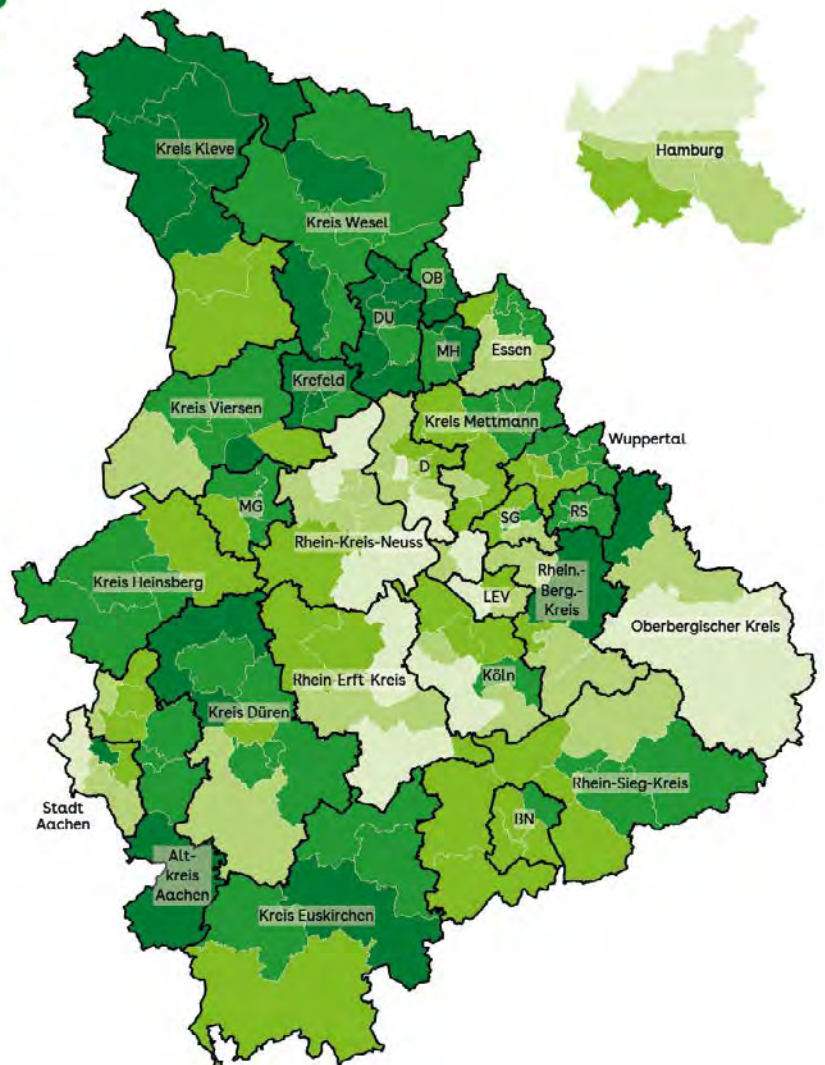 Hamburg
Kreis Kleve
Kreis Wesel
OB
DU
MH
Essen
Krefeld
Kreis Viersen
Kreis Mettmann
Wuppertal
D
MG
SG
RS
Rhein-Kreis-Neuss
Kreis Heinsberg
LEV
Rhein.-
Berg.-
Kreis
Oberbergischer Kreis
Rhein Erft-Kreis
Köln
Kreis Düren
Rhein-Sieg-Kreis
Stadt
Aachen
BN
Alt-
kreis
Aachen
Kreis Euskirchen